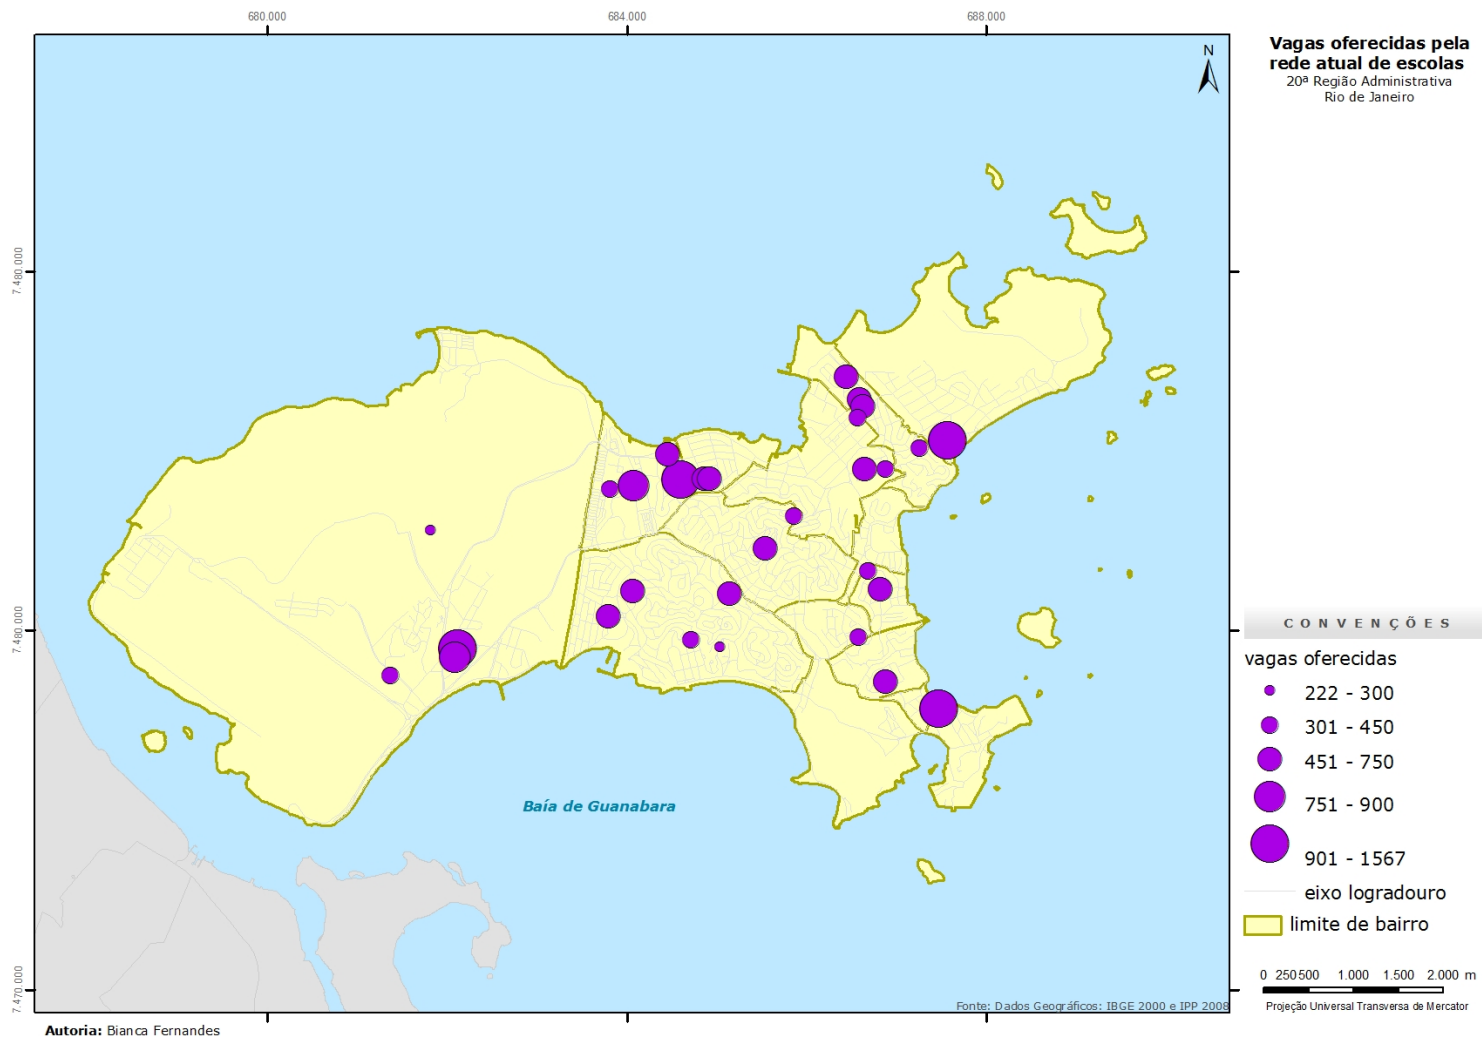 680.000
684.000
688.000
Vagas oferecidas pela
rede atual de escolas
20ª Região Administrativa
Rio de Janeiro
N
7.480.000
7.480.000
7.470.000
Baía de Guanabara
CONVENÇÕES
vagas oferecidas
222 - 300
301 - 450
451 - 750
751 - 900
901 - 1567
eixo logradouro
limite de bairro
0 250 500 1.000 1.500 2.000 m
Projeção Universal Transversa de Mercator
Fonte: Dados Geográficos: IBGE 2000 e IPP 2008
Autoria: Bianca Fernandes